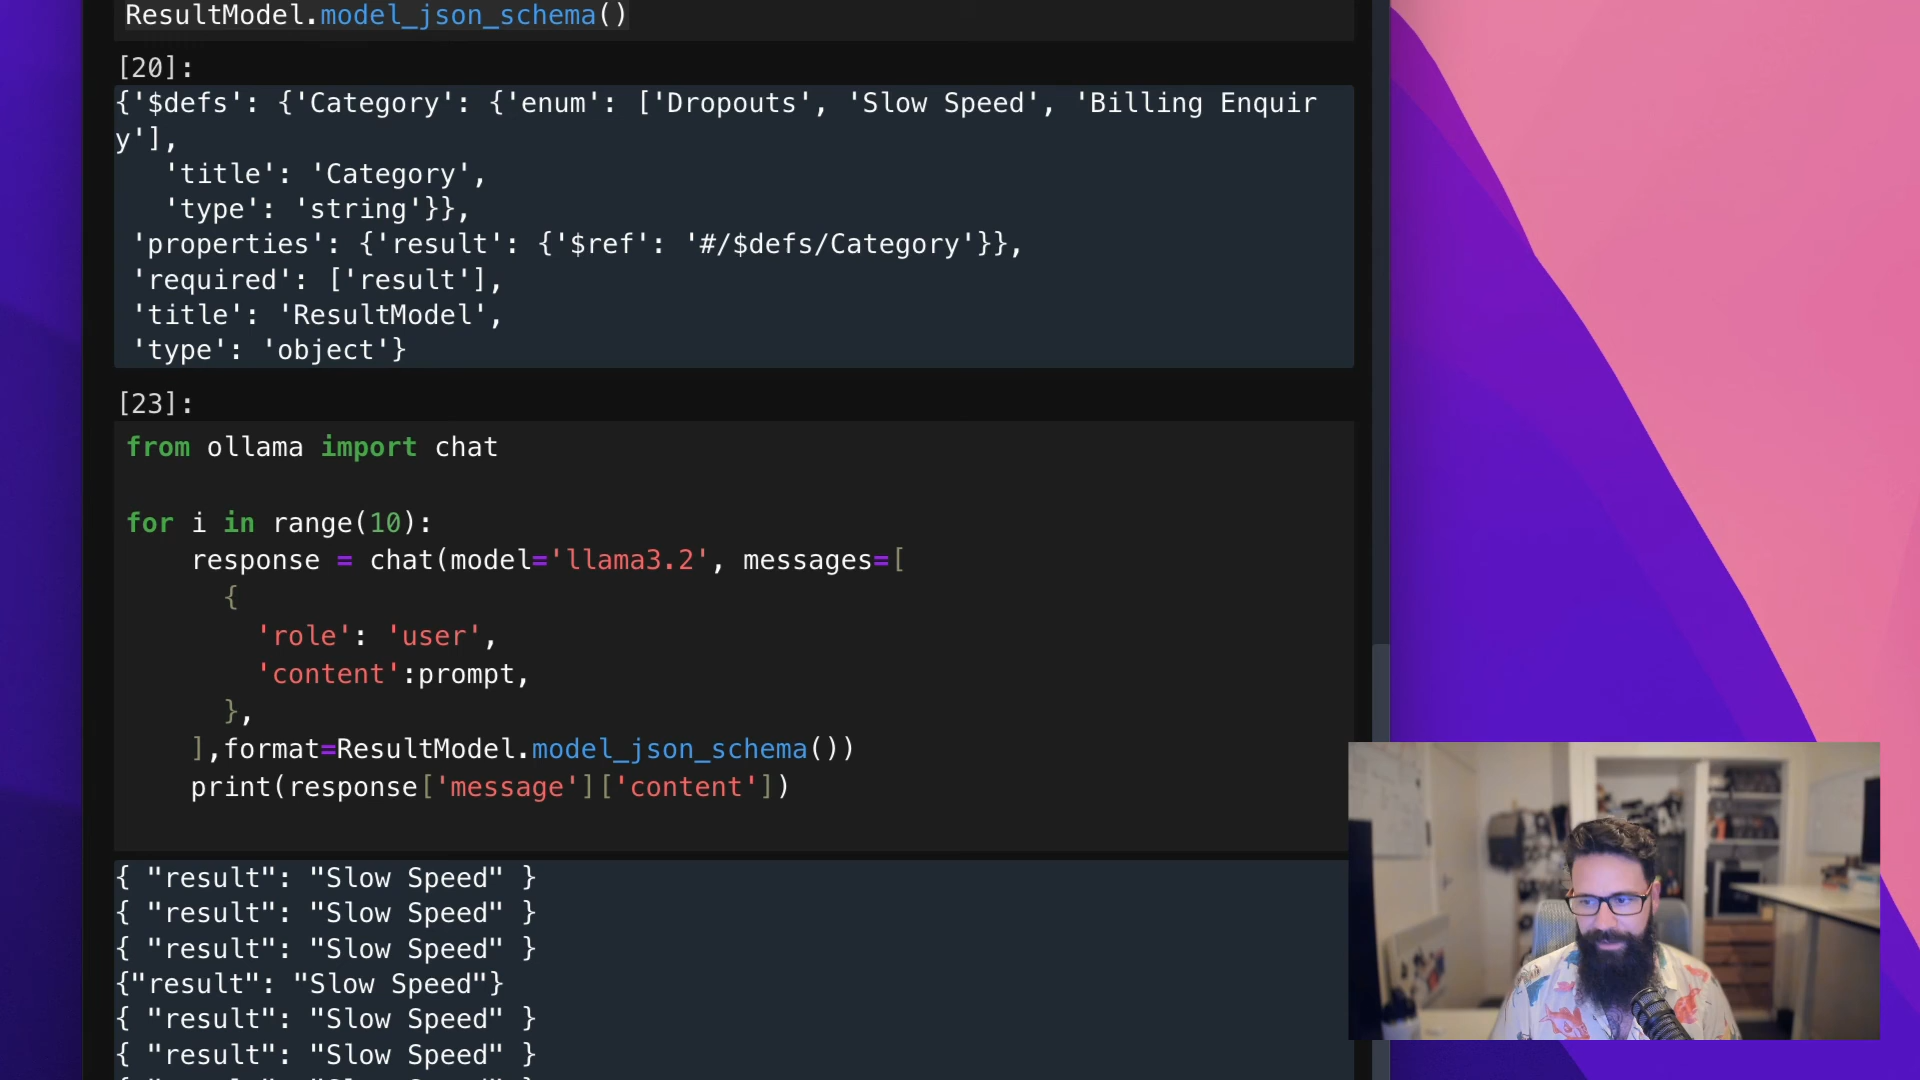 ResultModel.model_json_schema()
[20]:
{'$defs': {'Category': {'enum': ['Dropouts', 'Slow Speed', 'Billing Enquir
y'],
   'title': 'Category',
   'type': 'string'}},
 'properties': {'result': {'$ref': '#/$defs/Category'}},
 'required': ['result'],
 'title': 'ResultModel',
 'type': 'object'}
[23]:
from ollama import chat
for i in range(10):
    response = chat(model='llama3.2', messages=[
      {
        'role': 'user',
        'content':prompt,
      },
    ],format=ResultModel.model_json_schema())
    print(response['message']['content'])
{ "result": "Slow Speed" }
{ "result": "Slow Speed" }
{ "result": "Slow Speed" }
{"result": "Slow Speed"}
{ "result": "Slow Speed" }
{ "result": "Slow Speed" }